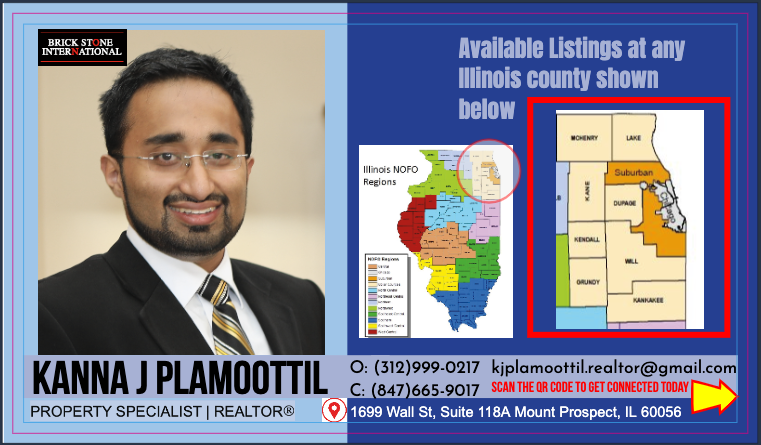 BRICK STONE
INTERNATIONAL
Available Listings at any
Illinois county shown
below
Illinois NOFO
Regions
NOFO Regions
MCHENRY
LAKE
Suburban
KANE
DUPAGE
KENDALL
WILL
GRUNDY
KANKAKEE
KANNA J PLAMOOTTIL
PROPERTY SPECIALIST | REALTOR®
O: (312)999-0217
kjplamoottil.realtor@gmail.com
C: (847)665-9017
SCAN THE QR CODE TO GET CONNECTED TODAY
1699 Wall St, Suite 118A Mount Prospect, IL 60056